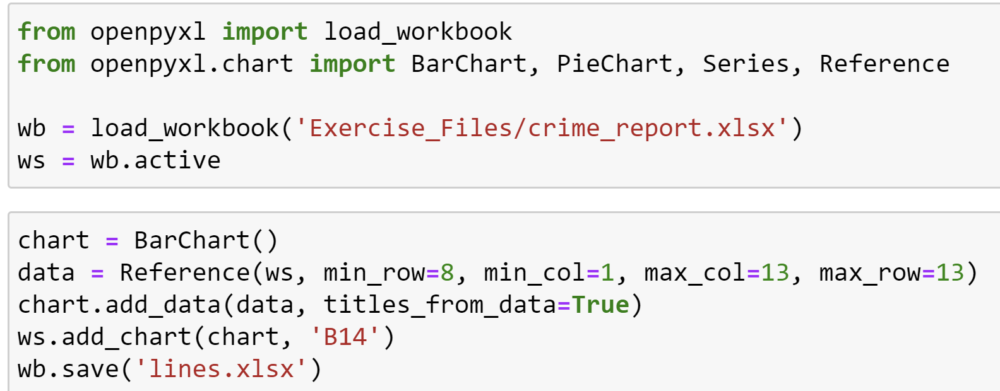 from openpyxl import load_workbook
from openpyxl.chart import BarChart, PieChart, Series, Reference
wb = load_workbook('Exercise_Files/crime_report.xlsx')
ws = wb.active
chart = BarChart()
data = Reference(ws, min_row=8, min_col=1, max_col=13, max_row=13)
chart.add_data(data, titles_from_data=True)
ws.add_chart(chart, 'B14')
wb.save('lines.xlsx')